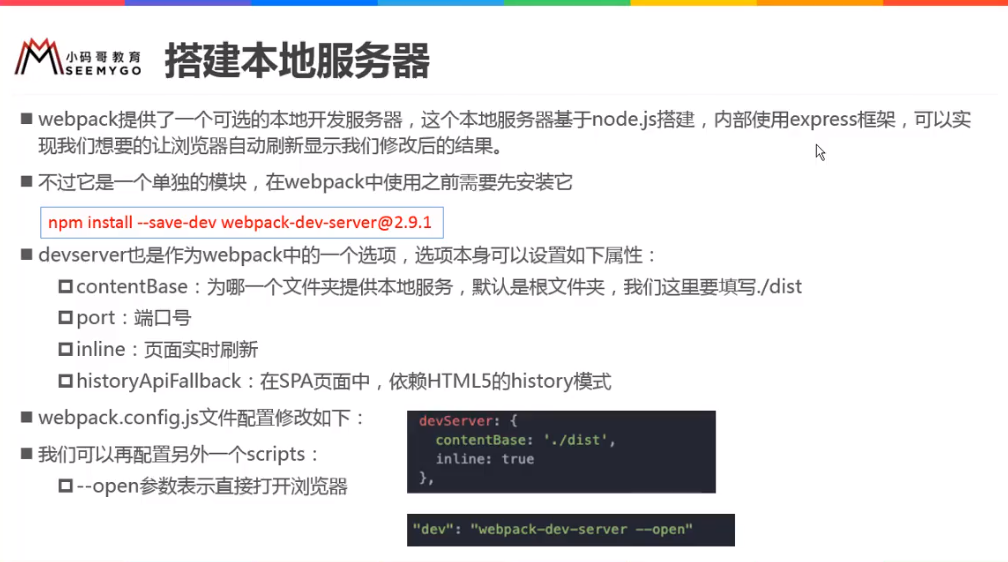 小码哥教育
SEEMYGO
搭建本地服务器
webpack提供了一个可选的本地开发服务器，这个本地服务器基于node.js搭建，内部使用express框架，可以实
现我们想要的让浏览器自动刷新显示我们修改后的结果。
不过它是一个单独的模块，在webpack中使用之前需要先安装它
npm install --save-dev webpack-dev-server@2.9.1
devserver也是作为webpack中的一个选项，选项本身可以设置如下属性：
contentBase：为哪一个文件夹提供本地服务，默认是根文件夹，我们这里要填写./dist
port：端口号
inline：页面实时刷新
historyApiFallback：在SPA页面中，依赖HTML5的history模式
webpack.config.js文件配置修改如下：
devServer: {
contentBase: './dist',
inline: true
},
我们可以再配置另外一个scripts：
--open参数表示直接打开浏览器
"dev": "webpack-dev-server --open"